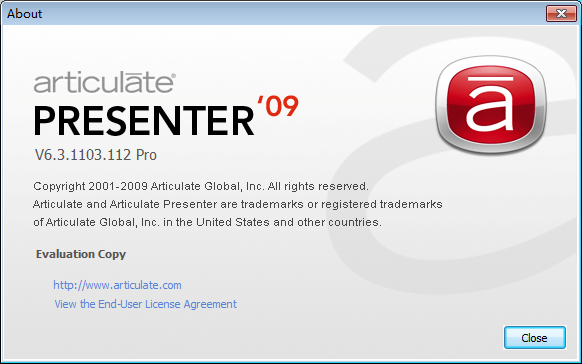 About
articulāte®
PRESENTER '09
V6.3.1103.112 Pro
ā
Copyright 2001-2009 Articulate Global, Inc. All rights reserved.
Articulate and Articulate Presenter are trademarks or registered trademarks
of Articulate Global, Inc. in the United States and other countries.
Evaluation Copy
http://www.articulate.com
View the End-User License Agreement
Close